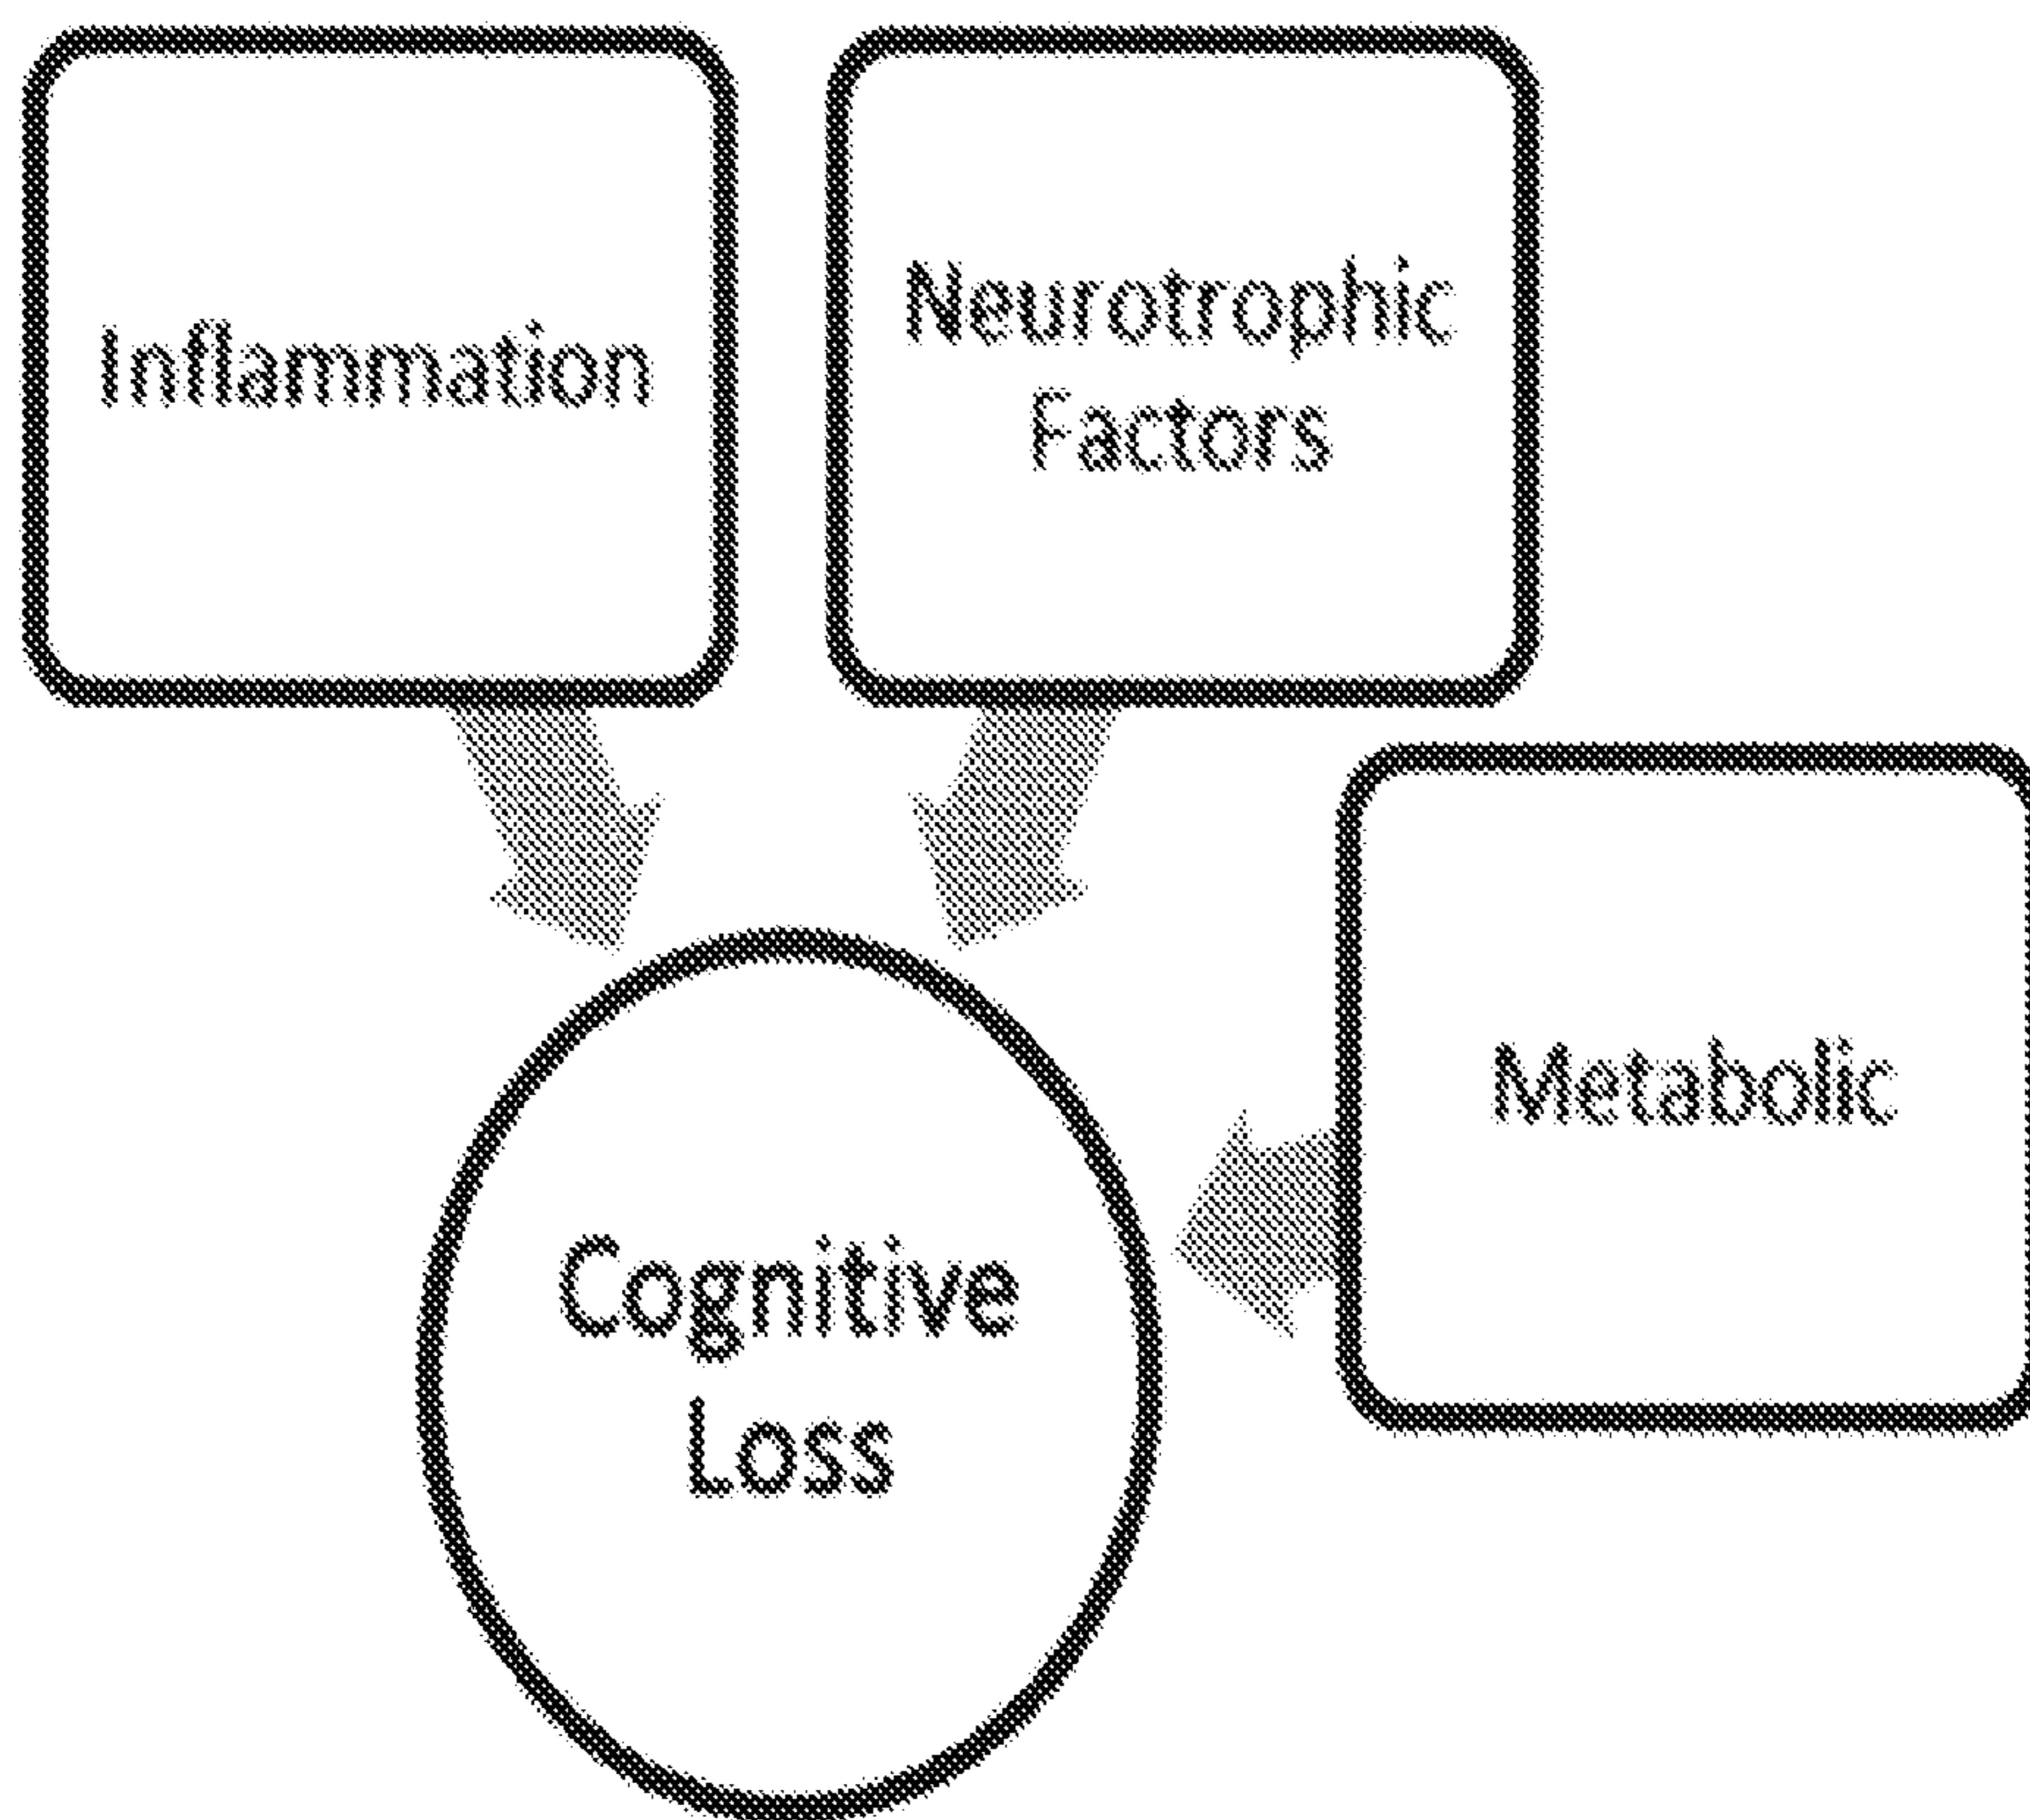 Inflammation
Neurotrophic
Factors
Metabolic
Cognitive
Loss